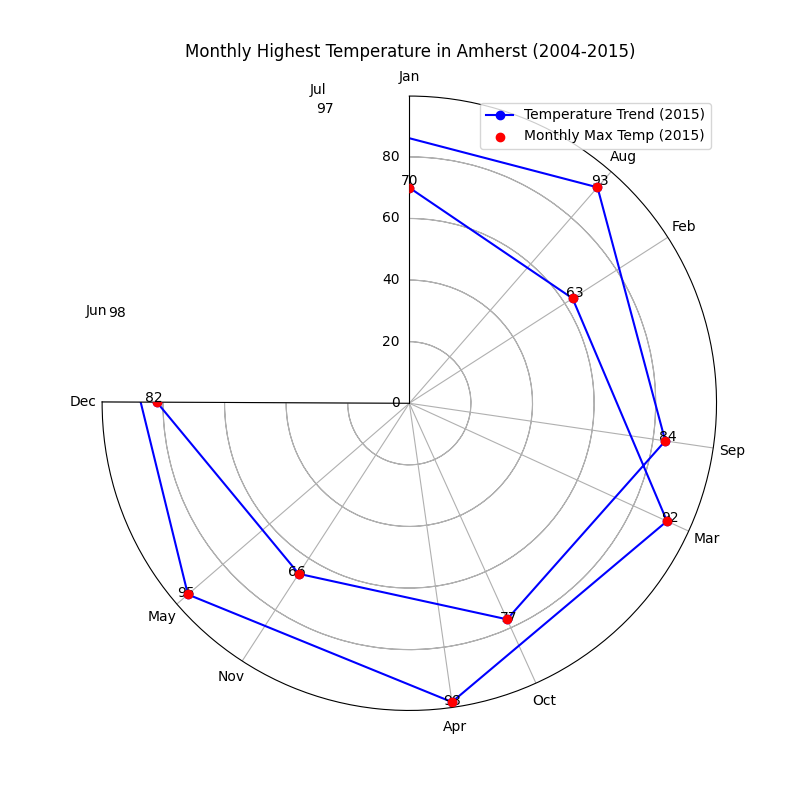 Monthly Highest Temperature in Amherst (2004-2015)
Jan
Jul
97
Temperature Trend (2015)
Monthly Max Temp (2015)
Aug
80
93
70
60
Feb
40
63
Jun
98
20
Dec
82
0
84
Sep
92
Mar
66
95
May
77
Nov
98
Oct
Apr